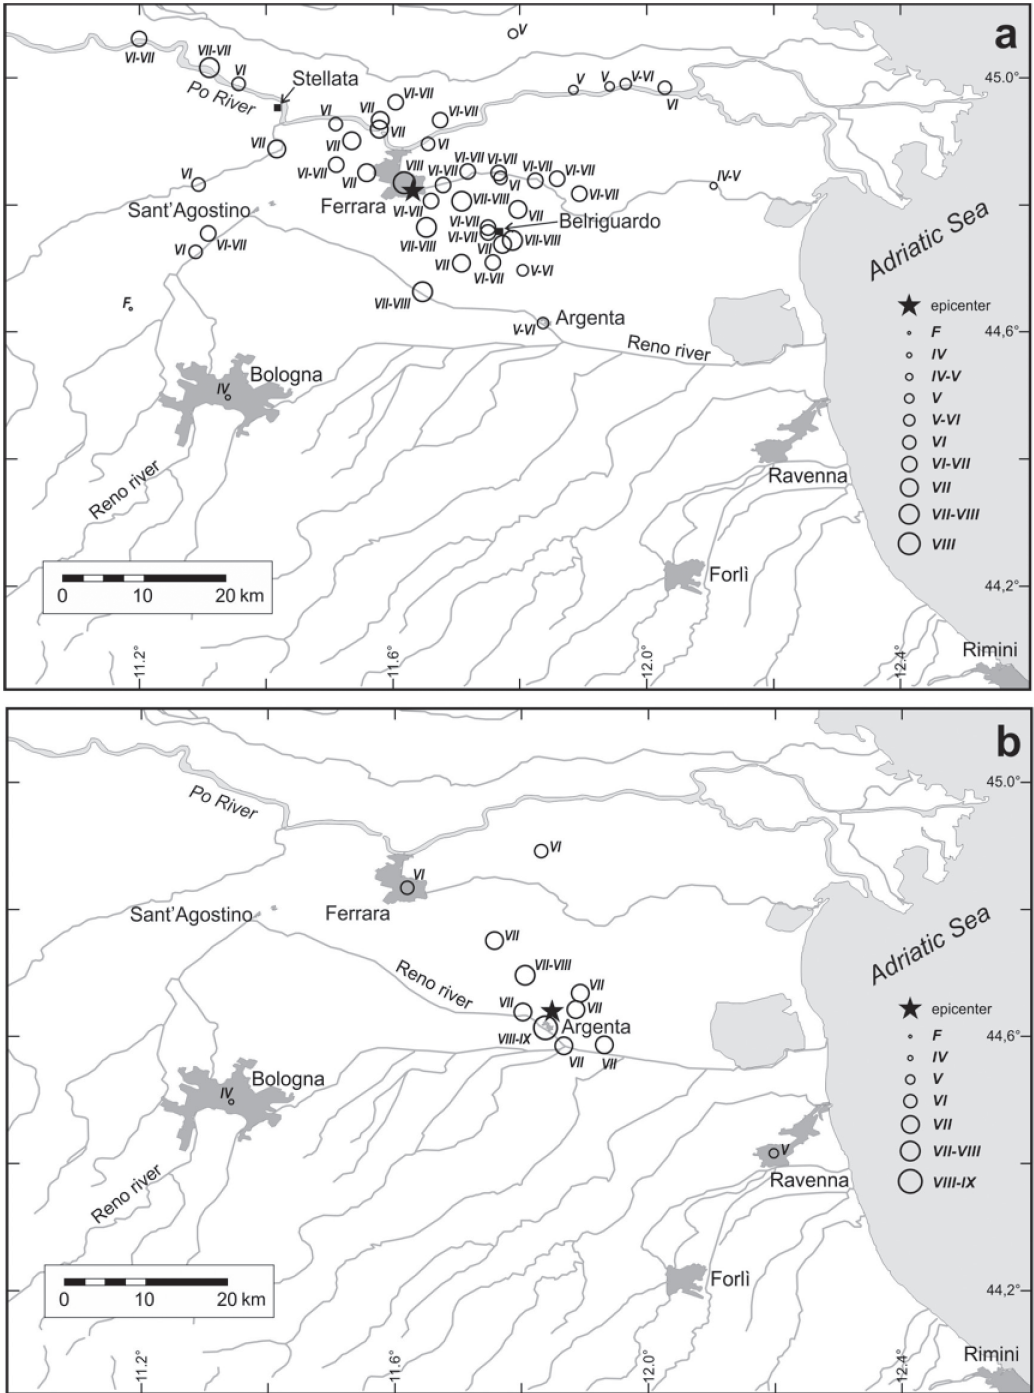 a
V
VI-VII
VII-VII
VI
Po River
Stellata
45.0°
V
V
V-VI
VI
VI-VII
VII
VI
VI-VII
VII
VII
VI
VII
VI-VII
VII
VIII
VI-VII
VI-VII
VI-VII
VI
VI-VII
VI-VII
VI-VII
IV-V
VI
Sant'Agostino
Ferrara
VI-VII
VII-VIII
VII
Belriguardo
VI-VII
VI-VII
VII
VII-VIII
VII-VIII
VI
VI-VII
VII
VI-VII
V-VI
F
VII-VIII
V-VI
Argenta
Reno river
Adriatic Sea
epicenter
F
IV
IV-V
V
V-VI
VI
VI-VII
VII
VII-VIII
VIII
44,6°
Bologna
IV
Reno river
Ravenna
Forlì
44,2°
0 10 20 km
Rimini
11.2°
11.6°
12.0°
12.4°
b
45.0°
Po River
VI
VI
Sant'Agostino
Ferrara
VII
Reno river
VII-VIII
VII
VII
VII
VIII-IX
Argenta
VII
VII
Adriatic Sea
epicenter
F
IV
V
VI
VII
VII-VIII
VIII-IX
44,6°
Bologna
IV
V
Ravenna
Reno river
Forlì
44,2°
0 10 20 km
Rimini
11.2°
11.6°
12.0°
12.4°